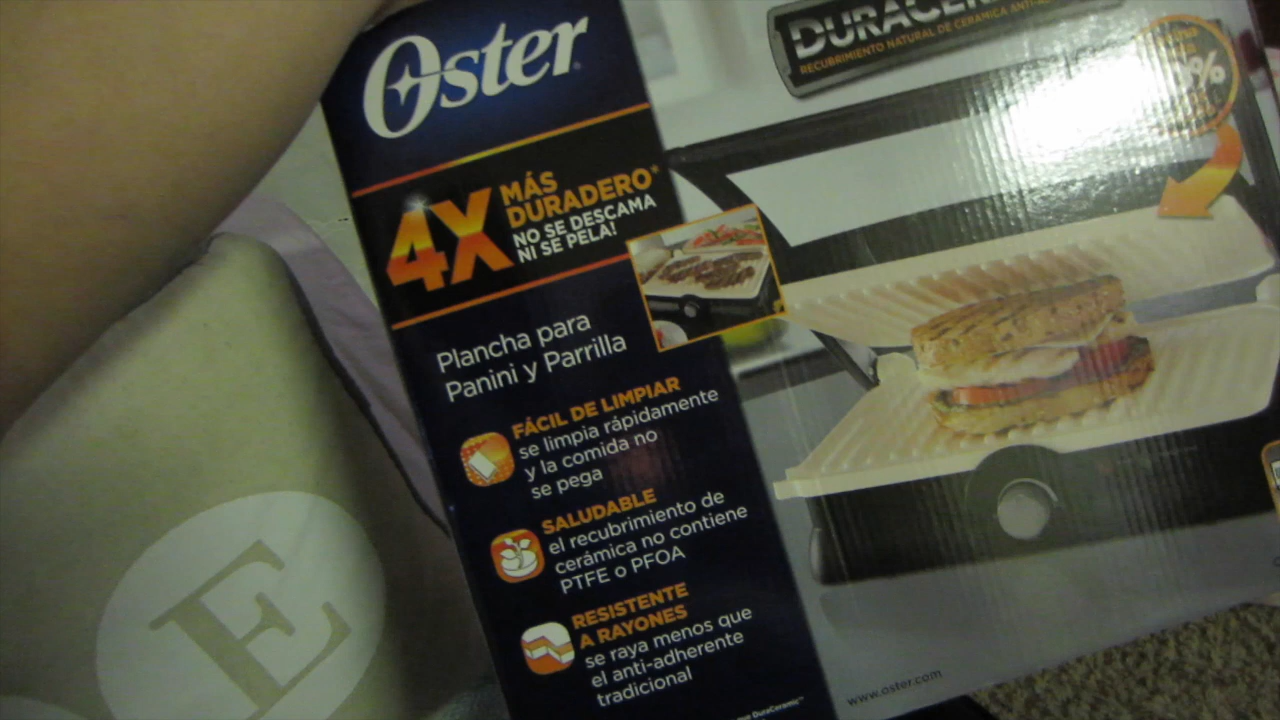 Oster
DURACER
RECUBRIMIENTO NATURAL DE CERÁMICA
%
4X
MÁS
DURADERO*
NO SE DESCAMA
NI SE PELA!
Plancha para
Panini y Parrilla
FÁCIL DE LIMPIAR
se limpia rápidamente
y la comida no
se pega
SALUDABLE
el recubrimiento de
cerámica no contiene
PTFE o PFOA
RESISTENTE
A RAYONES
se raya menos que
el anti-adherente
tradicional
DuraCeramic™
www.oster.com
E